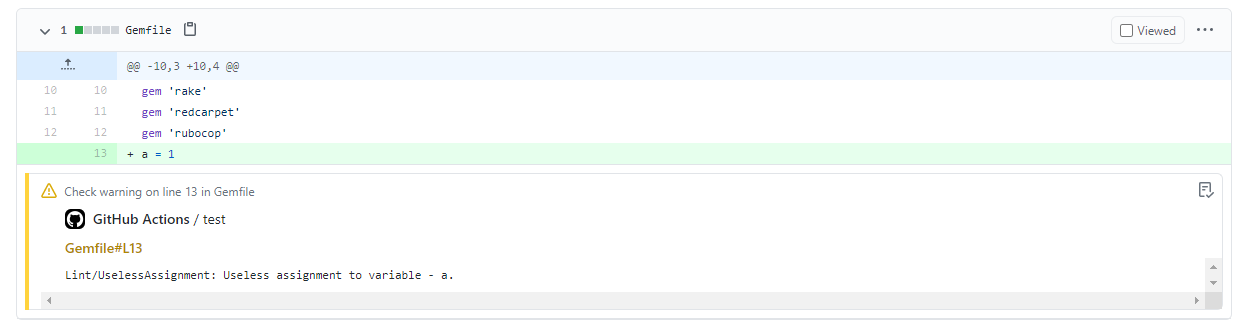 1 Gemfile Viewed
@@ -10,3 +10,4 @@
10 10 gem 'rake'
11 11 gem 'redcarpet'
12 12 gem 'rubocop'
13 + a = 1
Check warning on line 13 in Gemfile
GitHub Actions / test
Gemfile#L13
Lint/UselessAssignment: Useless assignment to variable - a.